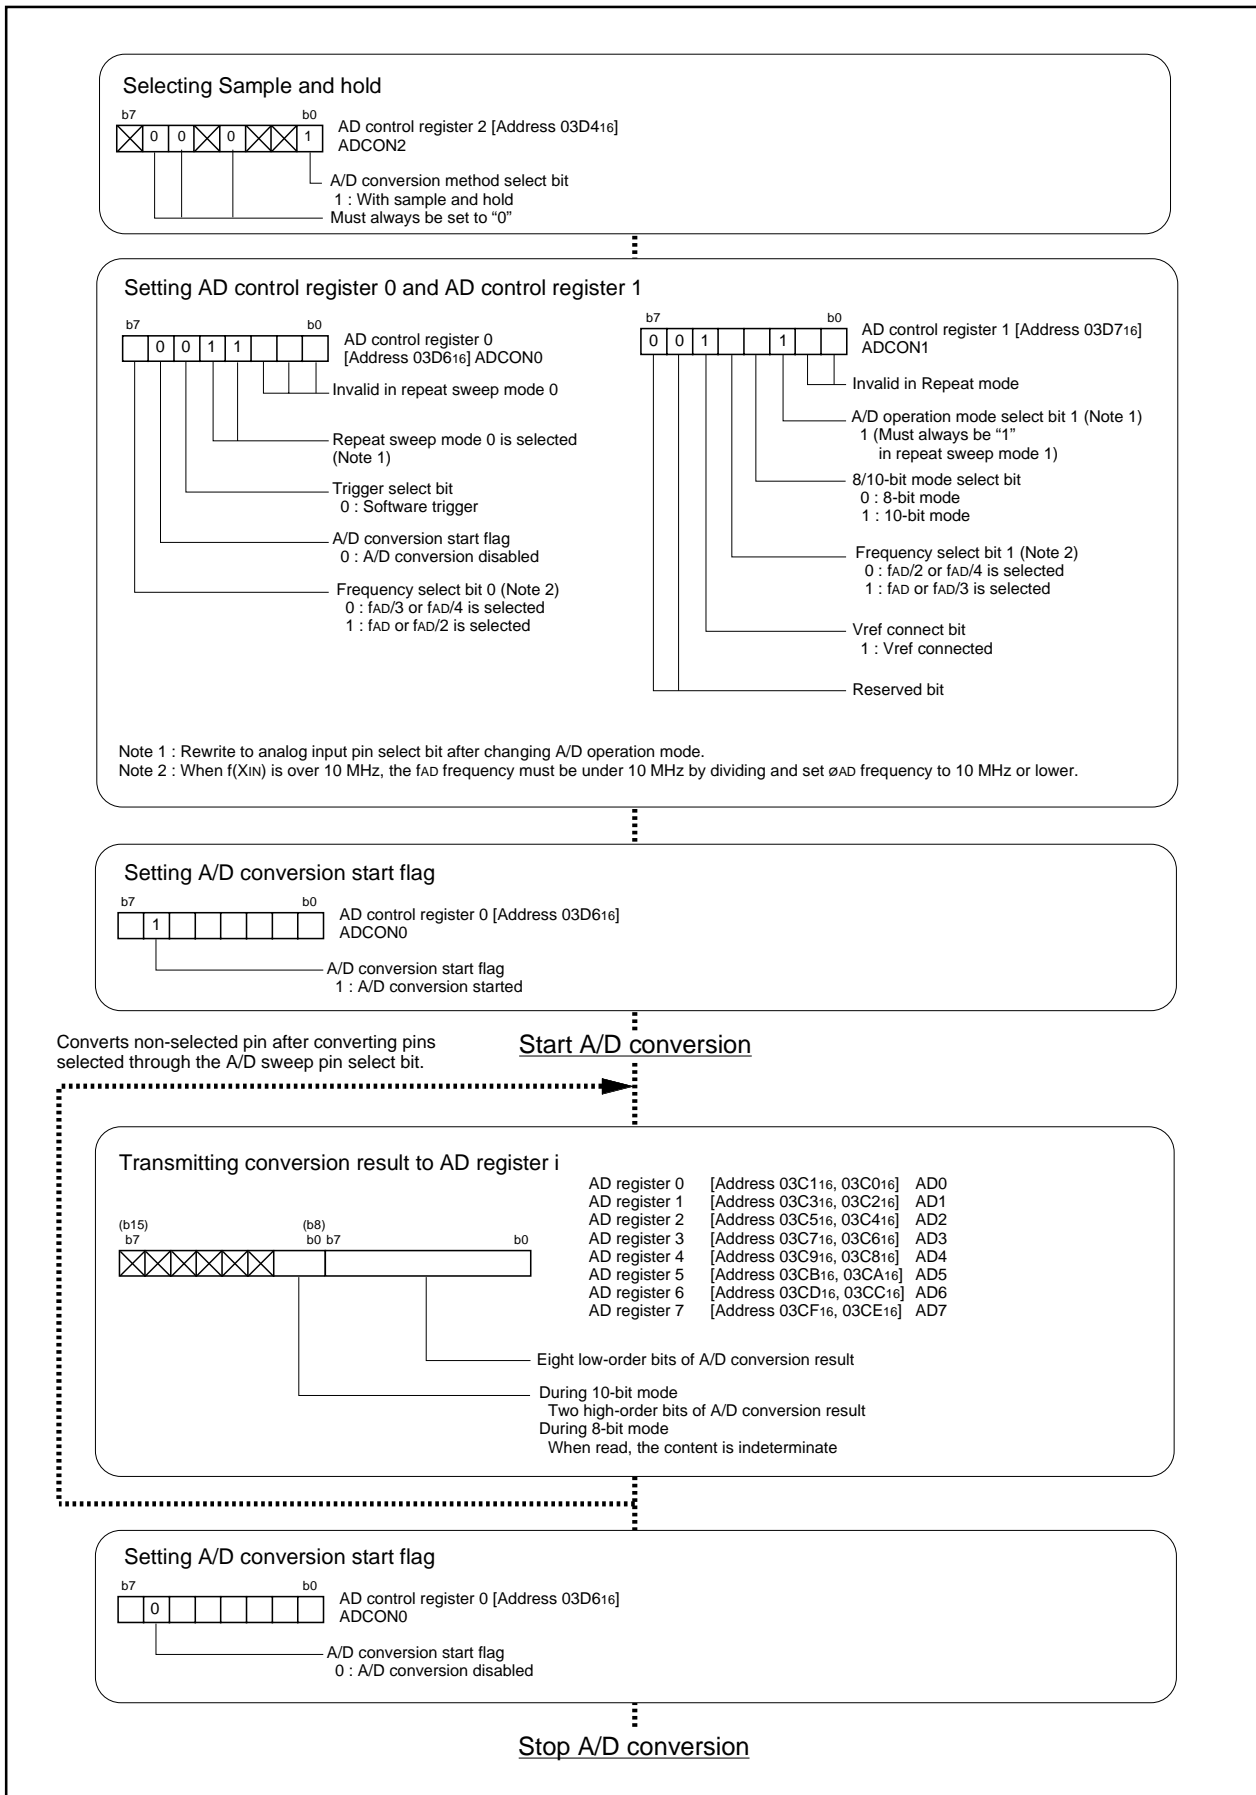 Selecting Sample and hold
b7 b0
0 0 0 1
AD control register 2 [Address 03D416]
ADCON2
A/D conversion method select bit
1 : With sample and hold
Must always be set to “0”
Setting AD control register 0 and AD control register 1
b7 b0
0 0 1 1
AD control register 0
[Address 03D616] ADCON0
Invalid in repeat sweep mode 0
Repeat sweep mode 0 is selected
(Note 1)
Trigger select bit
0 : Software trigger
A/D conversion start flag
0 : A/D conversion disabled
Frequency select bit 0 (Note 2)
0 : fAD/3 or fAD/4 is selected
1 : fAD or fAD/2 is selected
b7 b0
0 0 1 1
AD control register 1 [Address 03D716]
ADCON1
Invalid in Repeat mode
A/D operation mode select bit 1 (Note 1)
1 (Must always be “1”
in repeat sweep mode 1)
8/10-bit mode select bit
0 : 8-bit mode
1 : 10-bit mode
Frequency select bit 1 (Note 2)
0 : fAD/2 or fAD/4 is selected
1 : fAD or fAD/3 is selected
Vref connect bit
1 : Vref connected
Reserved bit
Note 1 : Rewrite to analog input pin select bit after changing A/D operation mode.
Note 2 : When f(XIN) is over 10 MHz, the fAD frequency must be under 10 MHz by dividing and set øAD frequency to 10 MHz or lower.
Setting A/D conversion start flag
b7 b0
1
AD control register 0 [Address 03D616]
ADCON0
A/D conversion start flag
1 : A/D conversion started
Converts non-selected pin after converting pins
selected through the A/D sweep pin select bit.
Start A/D conversion
Transmitting conversion result to AD register i
AD register 0 [Address 03C116, 03C016] AD0
AD register 1 [Address 03C316, 03C216] AD1
AD register 2 [Address 03C516, 03C416] AD2
AD register 3 [Address 03C716, 03C616] AD3
AD register 4 [Address 03C916, 03C816] AD4
AD register 5 [Address 03CB16, 03CA16] AD5
AD register 6 [Address 03CD16, 03CC16] AD6
AD register 7 [Address 03CF16, 03CE16] AD7
(b15) (b8)
b7 b0 b7 b0
Eight low-order bits of A/D conversion result
During 10-bit mode
Two high-order bits of A/D conversion result
During 8-bit mode
When read, the content is indeterminate
Setting A/D conversion start flag
b7 b0
0
AD control register 0 [Address 03D616]
ADCON0
A/D conversion start flag
0 : A/D conversion disabled
Stop A/D conversion